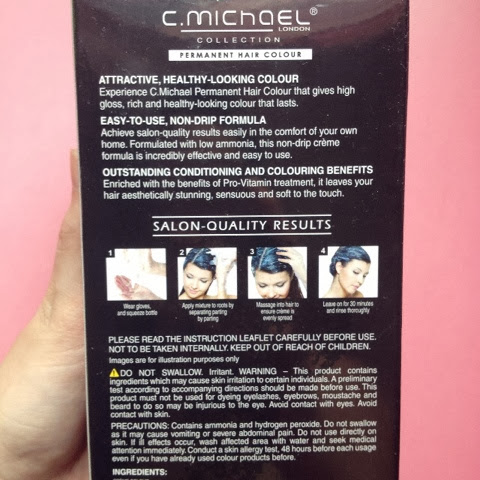 C.MICHAEL®
LONDON
COLLECTION
PERMANENT HAIR COLOUR
ATTRACTIVE, HEALTHY-LOOKING COLOUR
Experience C.Michael Permanent Hair Colour that gives high
gloss, rich and healthy-looking colour that lasts.
EASY-TO-USE, NON-DRIP FORMULA
Achieve salon-quality results easily in the comfort of your own
home. Formulated with low ammonia, this non-drip crème
formula is incredibly effective and easy to use.
OUTSTANDING CONDITIONING AND COLOURING BENEFITS
Enriched with the benefits of Pro-Vitamin treatment, it leaves your
hair aesthetically stunning, sensuous and soft to the touch.
SALON-QUALITY RESULTS
1
Wear gloves,
and squeeze bottle
2
Apply mixture to roots by
separating parting
by parting
3
Massage into hair to
ensure crème is
evenly spread
4
Leave on for 30 minutes
and rinse thoroughly
PLEASE READ THE INSTRUCTION LEAFLET CAREFULLY BEFORE USE.
NOT TO BE TAKEN INTERNALLY. KEEP OUT OF REACH OF CHILDREN.
Images are for illustration purposes only
DO NOT SWALLOW. Irritant. WARNING – This product contains
ingredients which may cause skin irritation to certain individuals. A preliminary
test according to accompanying directions should be made before use. This
product must not be used for dyeing eyelashes, eyebrows, moustache and
beard to do so may be injurious to the eye. Avoid contact with eyes. Avoid
contact with skin.
PRECAUTIONS: Contains ammonia and hydrogen peroxide. Do not swallow
as it may cause vomiting or severe abdominal pain. Do not use directly on
skin. If ill effects occur, wash affected area with water and seek medical
attention immediately. Conduct a skin allergy test, 48 hours before each usage
even if you have already used colour products before.
INGREDIENTS: